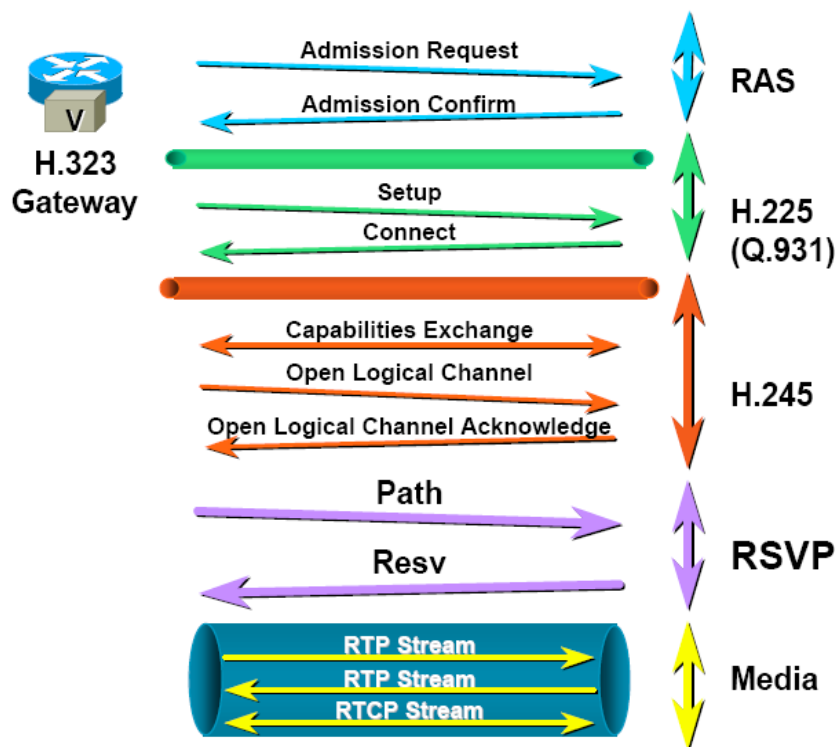 Admission Request
RAS
Admission Confirm
V
H.323
Gateway
Setup
H.225
(Q.931)
Connect
Capabilities Exchange
Open Logical Channel
H.245
Open Logical Channel Acknowledge
Path
RSVP
Resv
RTP Stream
Media
RTP Stream
RTCP Stream